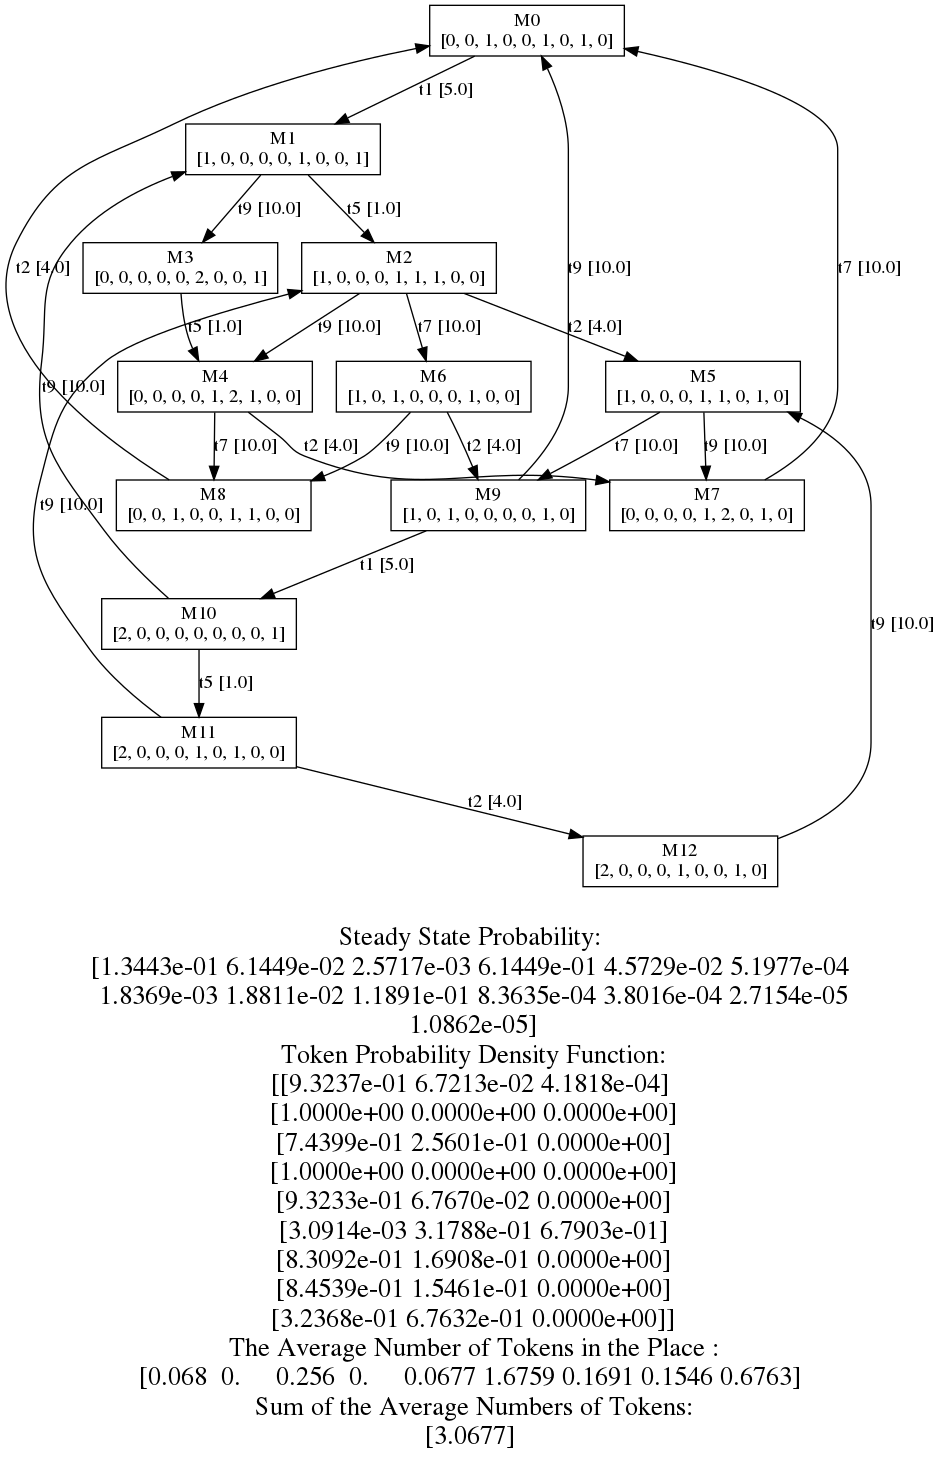 M0
[0, 0, 1, 0, 0, 1, 0, 1, 0]
t1 [5.0]
M1
[1, 0, 0, 0, 0, 1, 0, 0, 1]
t9 [10.0]
t5 [1.0]
M3
[0, 0, 0, 0, 0, 2, 0, 0, 1]
M2
[1, 0, 0, 0, 1, 1, 1, 0, 0]
t2 [4.0]
t9 [10.0]
t7 [10.0]
t5 [1.0]
t9 [10.0]
t7 [10.0]
t2 [4.0]
M4
[0, 0, 0, 0, 1, 2, 1, 0, 0]
M6
[1, 0, 1, 0, 0, 0, 1, 0, 0]
M5
[1, 0, 0, 0, 1, 1, 0, 1, 0]
t9 [10.0]
t7 [10.0]
t2 [4.0]
t9 [10.0]
t2 [4.0]
t7 [10.0]
t9 [10.0]
M8
[0, 0, 1, 0, 0, 1, 1, 0, 0]
M9
[1, 0, 1, 0, 0, 0, 0, 1, 0]
M7
[0, 0, 0, 0, 1, 2, 0, 1, 0]
t9 [10.0]
t1 [5.0]
M10
[2, 0, 0, 0, 0, 0, 0, 0, 1]
t9 [10.0]
t5 [1.0]
M11
[2, 0, 0, 0, 1, 0, 1, 0, 0]
t2 [4.0]
M12
[2, 0, 0, 0, 1, 0, 0, 1, 0]
Steady State Probability:
[1.3443e-01 6.1449e-02 2.5717e-03 6.1449e-01 4.5729e-02 5.1977e-04
1.8369e-03 1.8811e-02 1.1891e-01 8.3635e-04 3.8016e-04 2.7154e-05
1.0862e-05]
Token Probability Density Function:
[[9.3237e-01 6.7213e-02 4.1818e-04]
[1.0000e+00 0.0000e+00 0.0000e+00]
[7.4399e-01 2.5601e-01 0.0000e+00]
[1.0000e+00 0.0000e+00 0.0000e+00]
[9.3233e-01 6.7670e-02 0.0000e+00]
[3.0914e-03 3.1788e-01 6.7903e-01]
[8.3092e-01 1.6908e-01 0.0000e+00]
[8.4539e-01 1.5461e-01 0.0000e+00]
[3.2368e-01 6.7632e-01 0.0000e+00]]
The Average Number of Tokens in the Place :
[0.068 0. 0.256 0. 0.0677 1.6759 0.1691 0.1546 0.6763]
Sum of the Average Numbers of Tokens:
[3.0677]